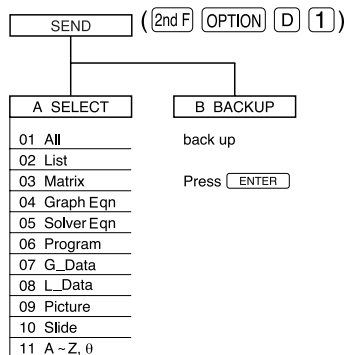 SEND ( 2nd F OPTION D 1 )
A SELECT
01 All
02 List
03 Matrix
04 Graph Eqn
05 Solver Eqn
06 Program
07 G_Data
08 L_Data
09 Picture
10 Slide
11 A ~ Z, θ
B BACKUP
back up
Press ENTER